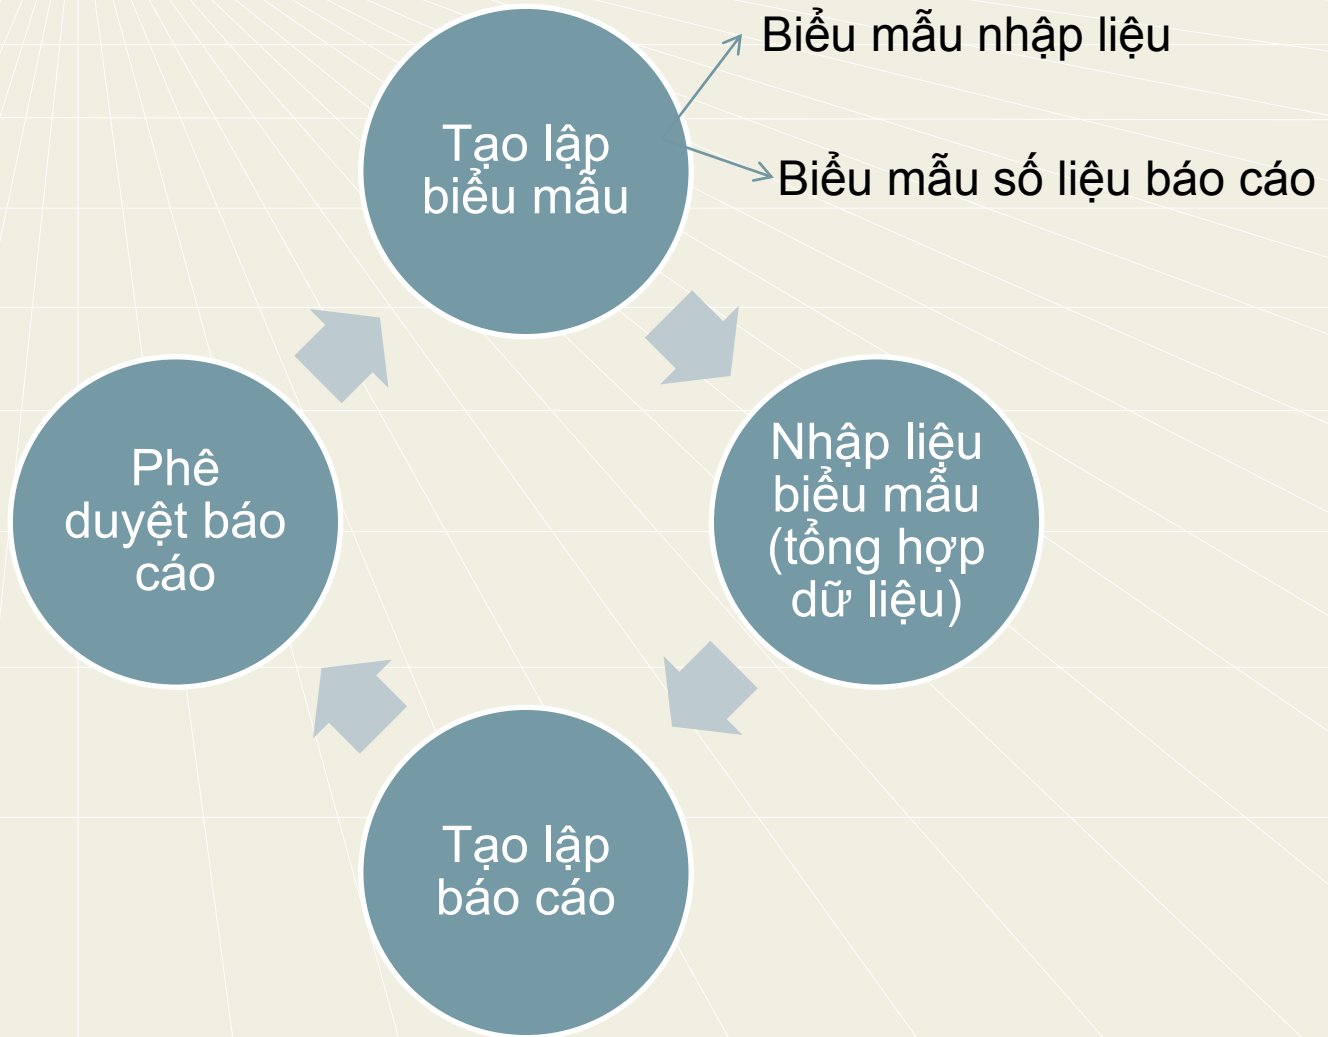 Tạo lập
biểu mẫu
Biểu mẫu nhập liệu
Biểu mẫu số liệu báo cáo
Nhập liệu
biểu mẫu
(tổng hợp
dữ liệu)
Tạo lập
báo cáo
Phê
duyệt báo
cáo